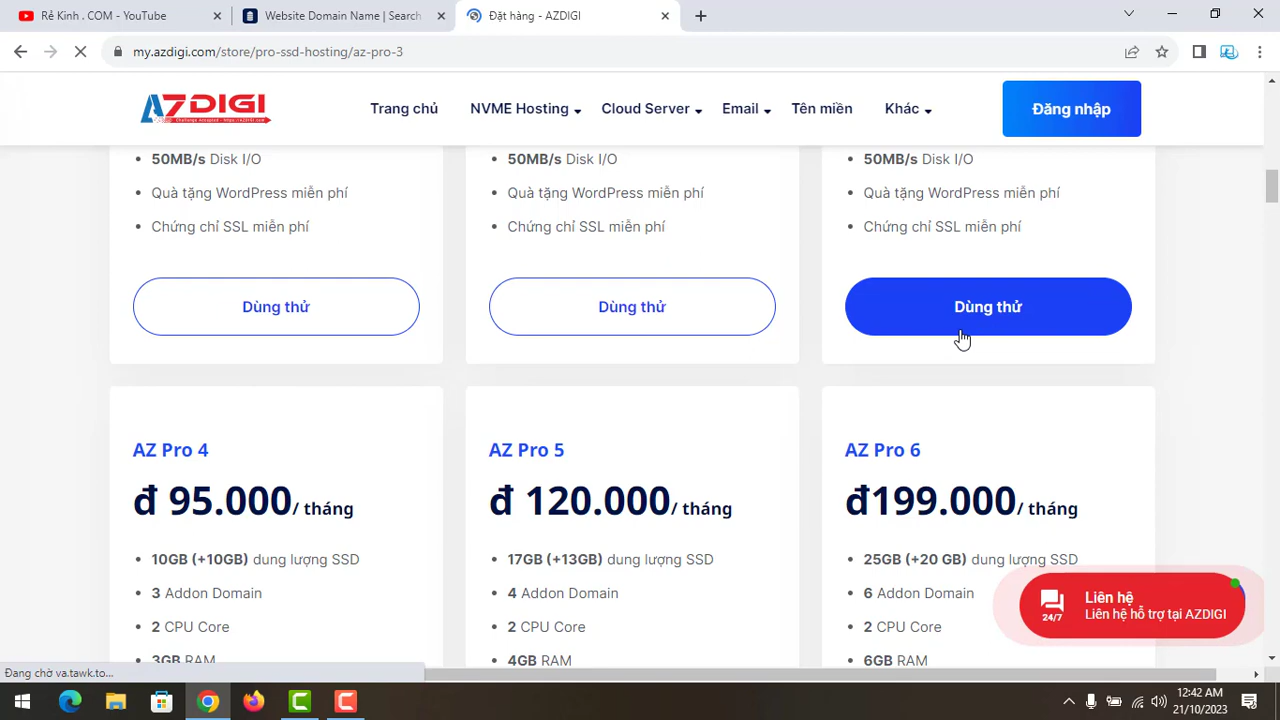 Rẻ Kinh . COM - YouTube
Website Domain Name | Search
Đặt hàng - AZDIGI
my.azdigi.com/store/pro-ssd-hosting/az-pro-3
AZDIGI
Trang chủ
NVME Hosting
Cloud Server
Email
Tên miền
Khác
Đăng nhập
50MB/s Disk I/O
Quà tặng WordPress miễn phí
Chứng chỉ SSL miễn phí
Dùng thử
50MB/s Disk I/O
Quà tặng WordPress miễn phí
Chứng chỉ SSL miễn phí
Dùng thử
50MB/s Disk I/O
Quà tặng WordPress miễn phí
Chứng chỉ SSL miễn phí
Dùng thử
AZ Pro 4
đ 95.000/ tháng
10GB (+10GB) dung lượng SSD
3 Addon Domain
2 CPU Core
3GB RAM
AZ Pro 5
đ 120.000/ tháng
17GB (+13GB) dung lượng SSD
4 Addon Domain
2 CPU Core
4GB RAM
AZ Pro 6
đ199.000/ tháng
25GB (+20 GB) dung lượng SSD
6 Addon Domain
2 CPU Core
6GB RAM
24/7
Liên hệ
Liên hệ hỗ trợ tại AZDIGI
Đang chờ va.tawk.to...
12:42 AM
21/10/2023